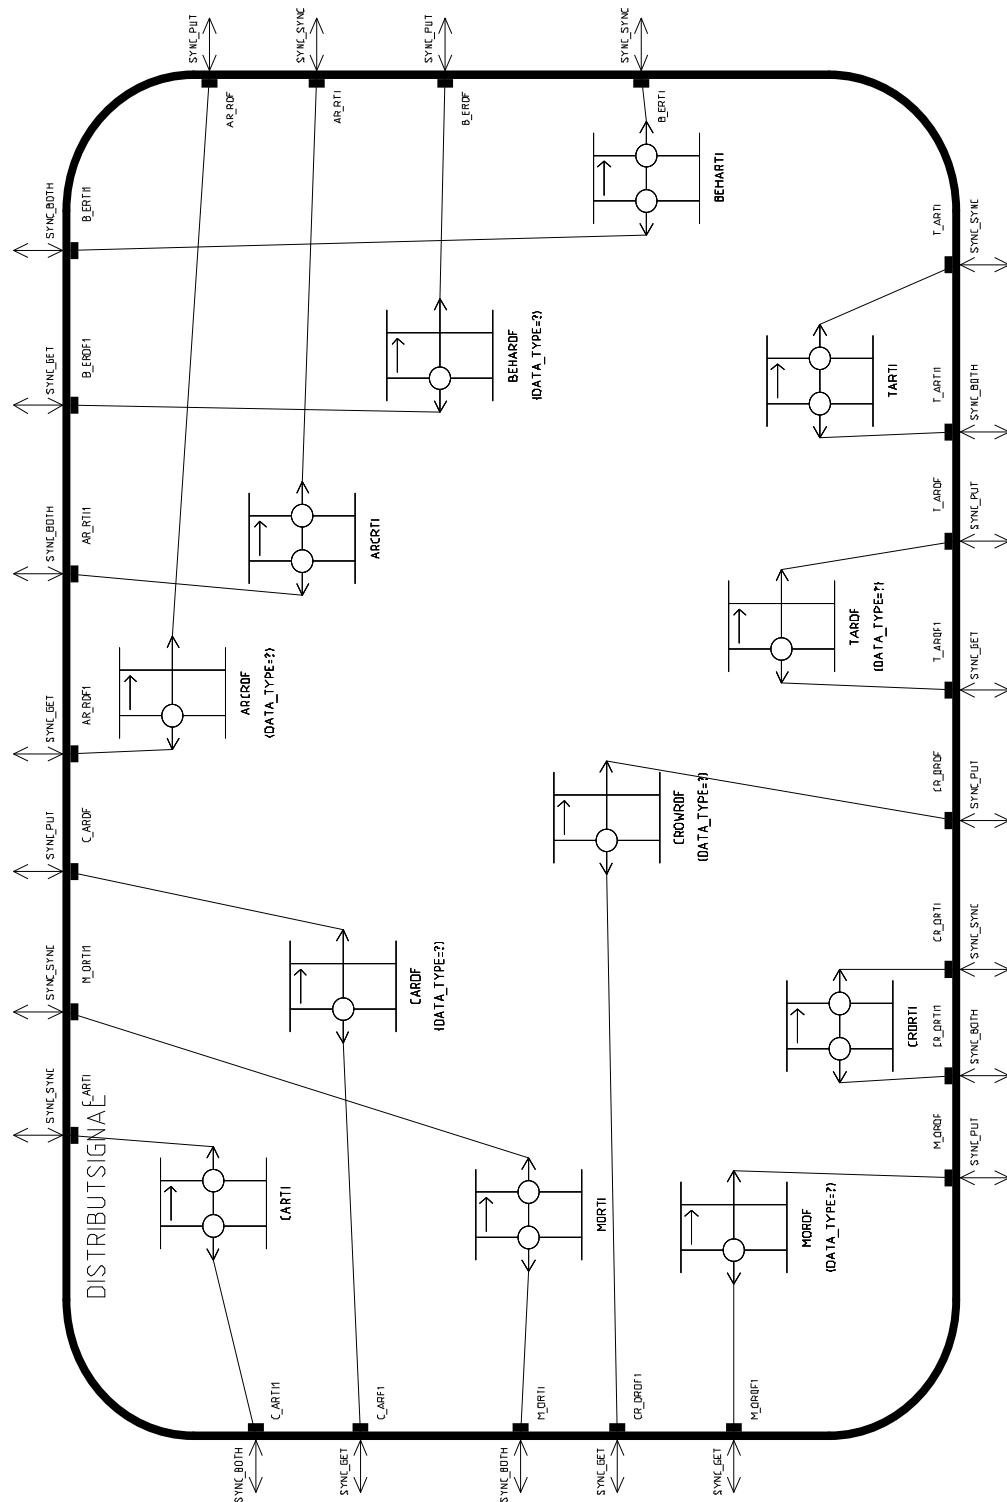 SYNC_PUT
SYNC_SYNC
SYNC_PUT
SYNC_SYNC
AR_RDF
AR_RTI
B_ERDF
B_ERTI
SYNC_BOTH
B_ERTI1
BEHARTI
SYNC_SYNC
T_ARTI
SYNC_GET
B_ERDF1
BEHARDF
(DATA_TYPE=?)
TARTI
SYNC_BOTH
T_ARTI1
SYNC_BOTH
AR_RTI1
ARCRTI
SYNC_PUT
T_ARDF
TARDF
(DATA_TYPE=?)
SYNC_GET
T_ARDF1
SYNC_GET
AR_RDF1
ARCRDF
(DATA_TYPE=?)
SYNC_PUT
C_ARDF
CROWRDF
(DATA_TYPE=?)
CR_ORDF
SYNC_PUT
SYNC_SYNC
M_ORTI1
CARDF
(DATA_TYPE=?)
CR_ORTI
SYNC_SYNC
CRORTI
CR_ORTI1
SYNC_BOTH
SYNC_SYNC
C_ARTI
DISTRIBUTSIGNAE
CARTI
MORTI
MORDF
(DATA_TYPE=?)
M_ORDF
SYNC_PUT
C_ARTI1
C_ARF1
M_ORTI
CR_OROF1
M_ORDF1
SYNC_BOTH
SYNC_GET
SYNC_BOTH
SYNC_GET
SYNC_GET